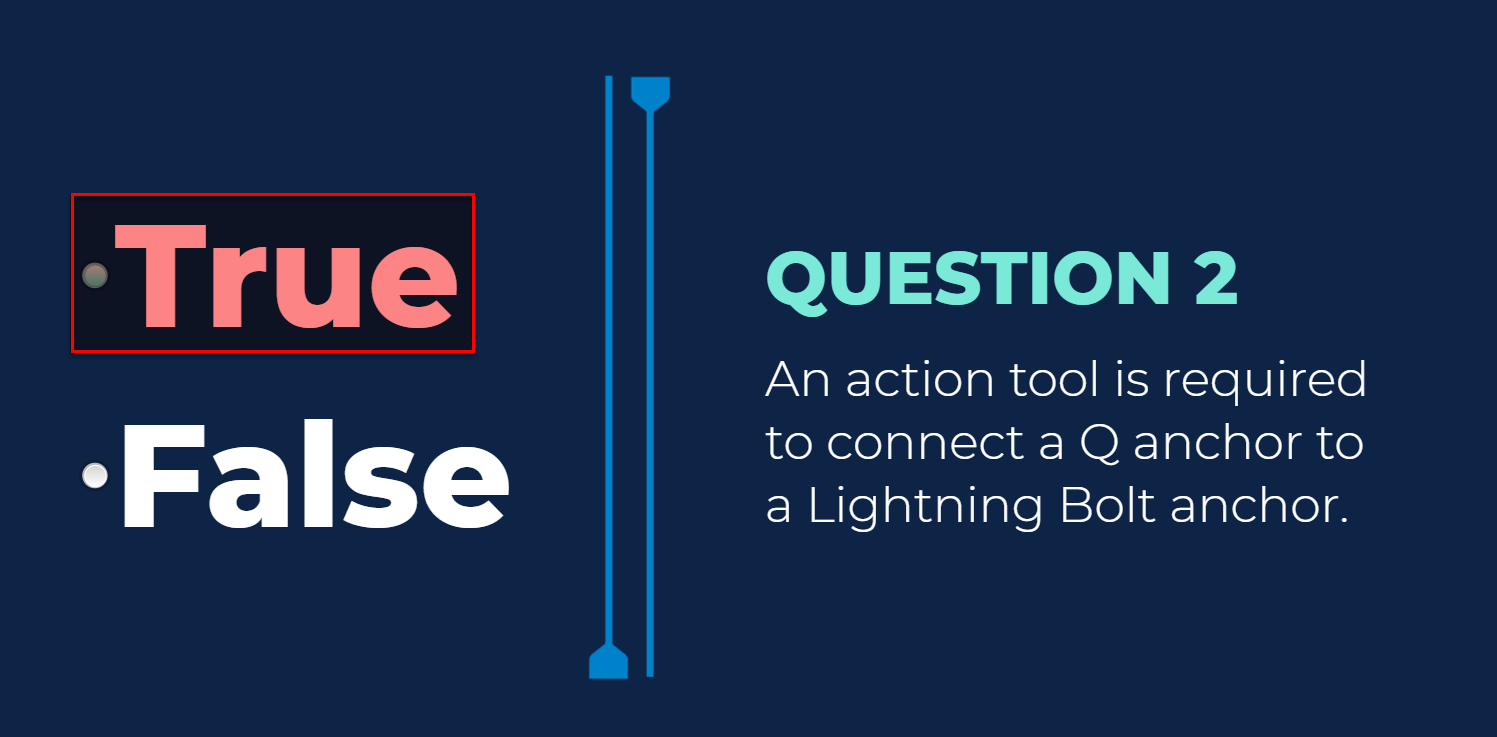 True
False
QUESTION 2
An action tool is required
to connect a Q anchor to
a Lightning Bolt anchor.